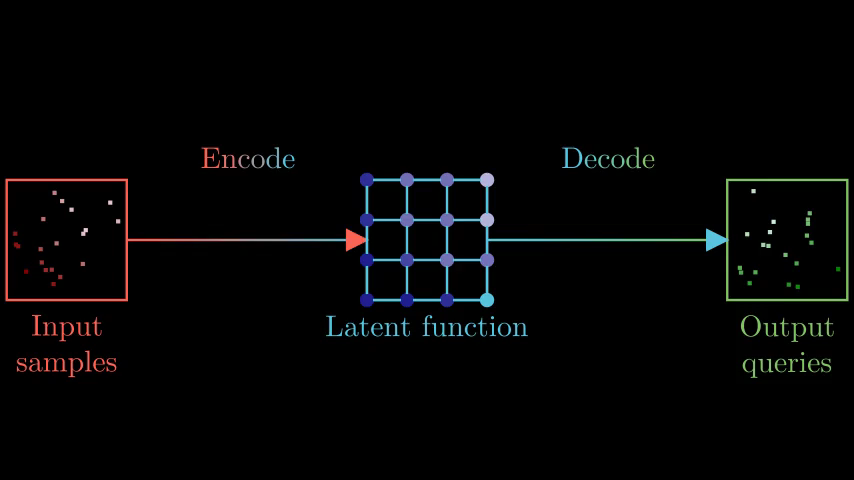 Encode
Decode
Input
samples
Latent function
Output
queries